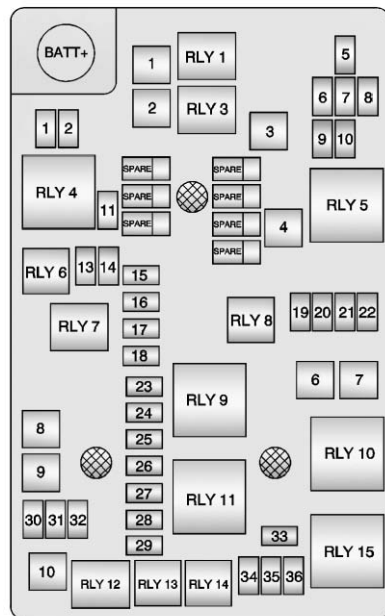 BATT+
1
RLY 1
5
2
RLY 3
6 7 8
3
9 10
1 2
RLY 4
11
SPARE
SPARE
SPARE
SPARE
SPARE
SPARE
SPARE
4
RLY 5
RLY 6
13 14
15
16
RLY 7
17
18
RLY 8
19 20 21 22
6 7
23
24
25
26
27
28
29
RLY 9
8
9
RLY 10
30 31 32
RLY 11
33
10
RLY 12
RLY 13
RLY 14
34 35 36
RLY 15